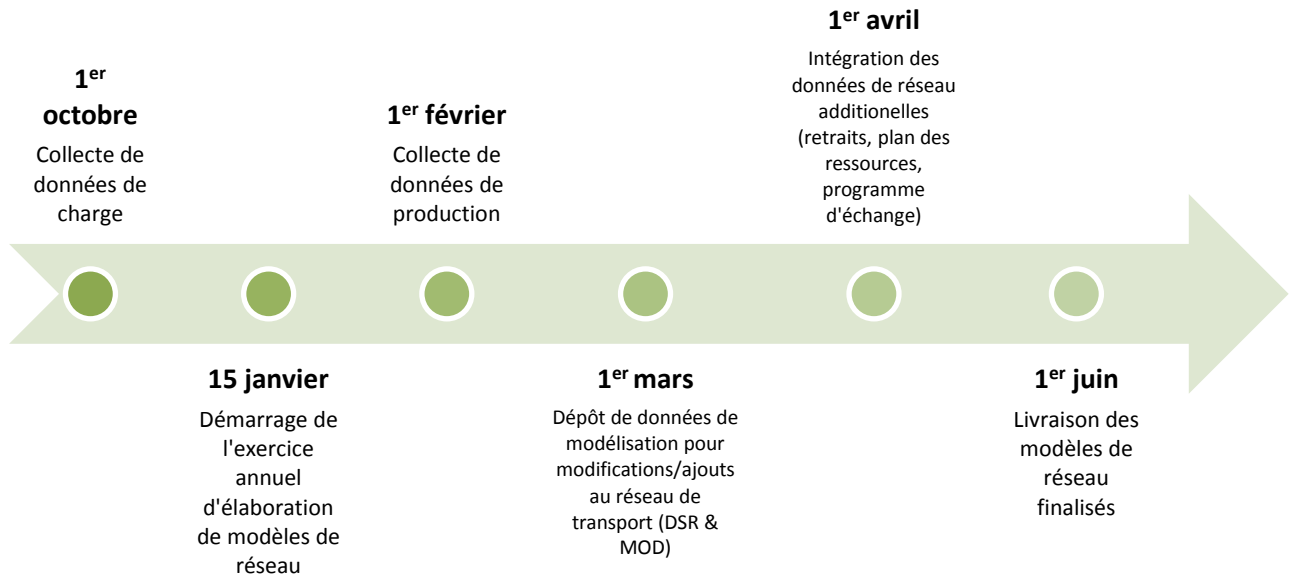 1er
octobre
Collecte de
données de
charge
15 janvier
Démarrage de
l'exercice
annuel
d'élaboration
de modèles de
réseau
1er février
Collecte de
données de
production
1er mars
Dépôt de données de
modélisation pour
modifications/ajouts
au réseau de
transport (DSR &
MOD)
1er avril
Intégration des
données de réseau
additionelles
(retraits, plan des
ressources,
programme
d'échange)
1er juin
Livraison des
modèles de
réseau
finalisés